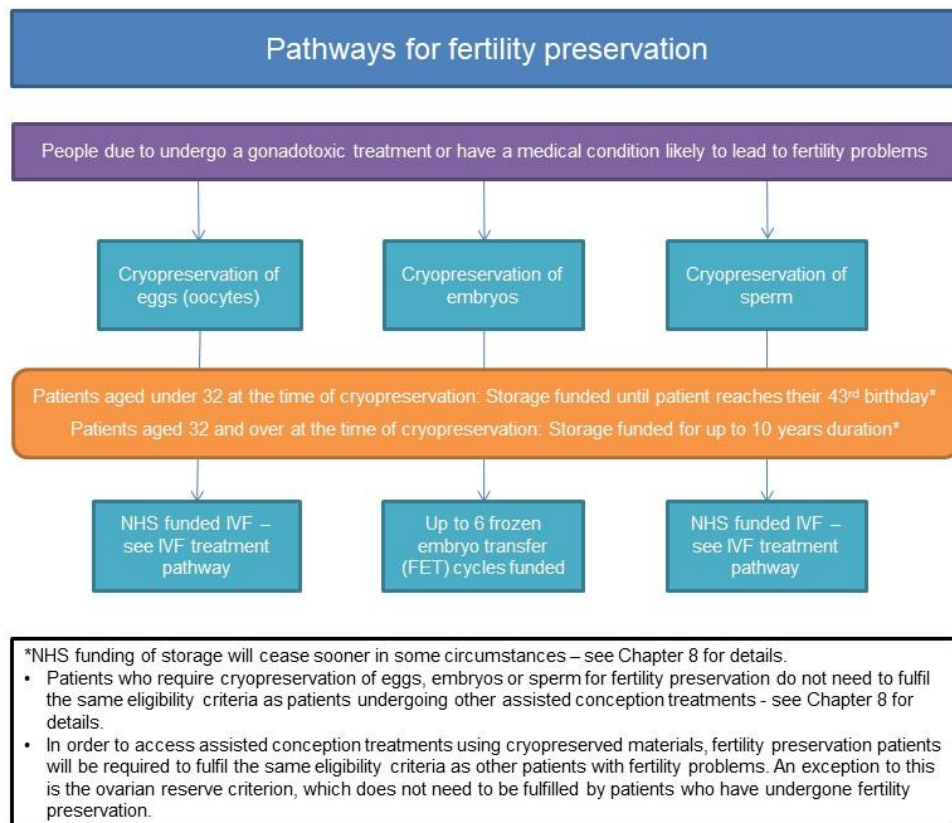 Pathways for fertility preservation
People due to undergo a gonadotoxic treatment or have a medical condition likely to lead to fertility problems
Cryopreservation of
eggs (oocytes)
Cryopreservation of
embryos
Cryopreservation of
sperm
Patients aged under 32 at the time of cryopreservation: Storage funded until patient reaches their 43rd birthday*
Patients aged 32 and over at the time of cryopreservation: Storage funded for up to 10 years duration*
NHS funded IVF –
see IVF treatment
pathway
Up to 6 frozen
embryo transfer
(FET) cycles funded
NHS funded IVF –
see IVF treatment
pathway
*NHS funding of storage will cease sooner in some circumstances – see Chapter 8 for details.
• Patients who require cryopreservation of eggs, embryos or sperm for fertility preservation do not need to fulfil
the same eligibility criteria as patients undergoing other assisted conception treatments - see Chapter 8 for
details.
• In order to access assisted conception treatments using cryopreserved materials, fertility preservation patients
will be required to fulfil the same eligibility criteria as other patients with fertility problems. An exception to this
is the ovarian reserve criterion, which does not need to be fulfilled by patients who have undergone fertility
preservation.